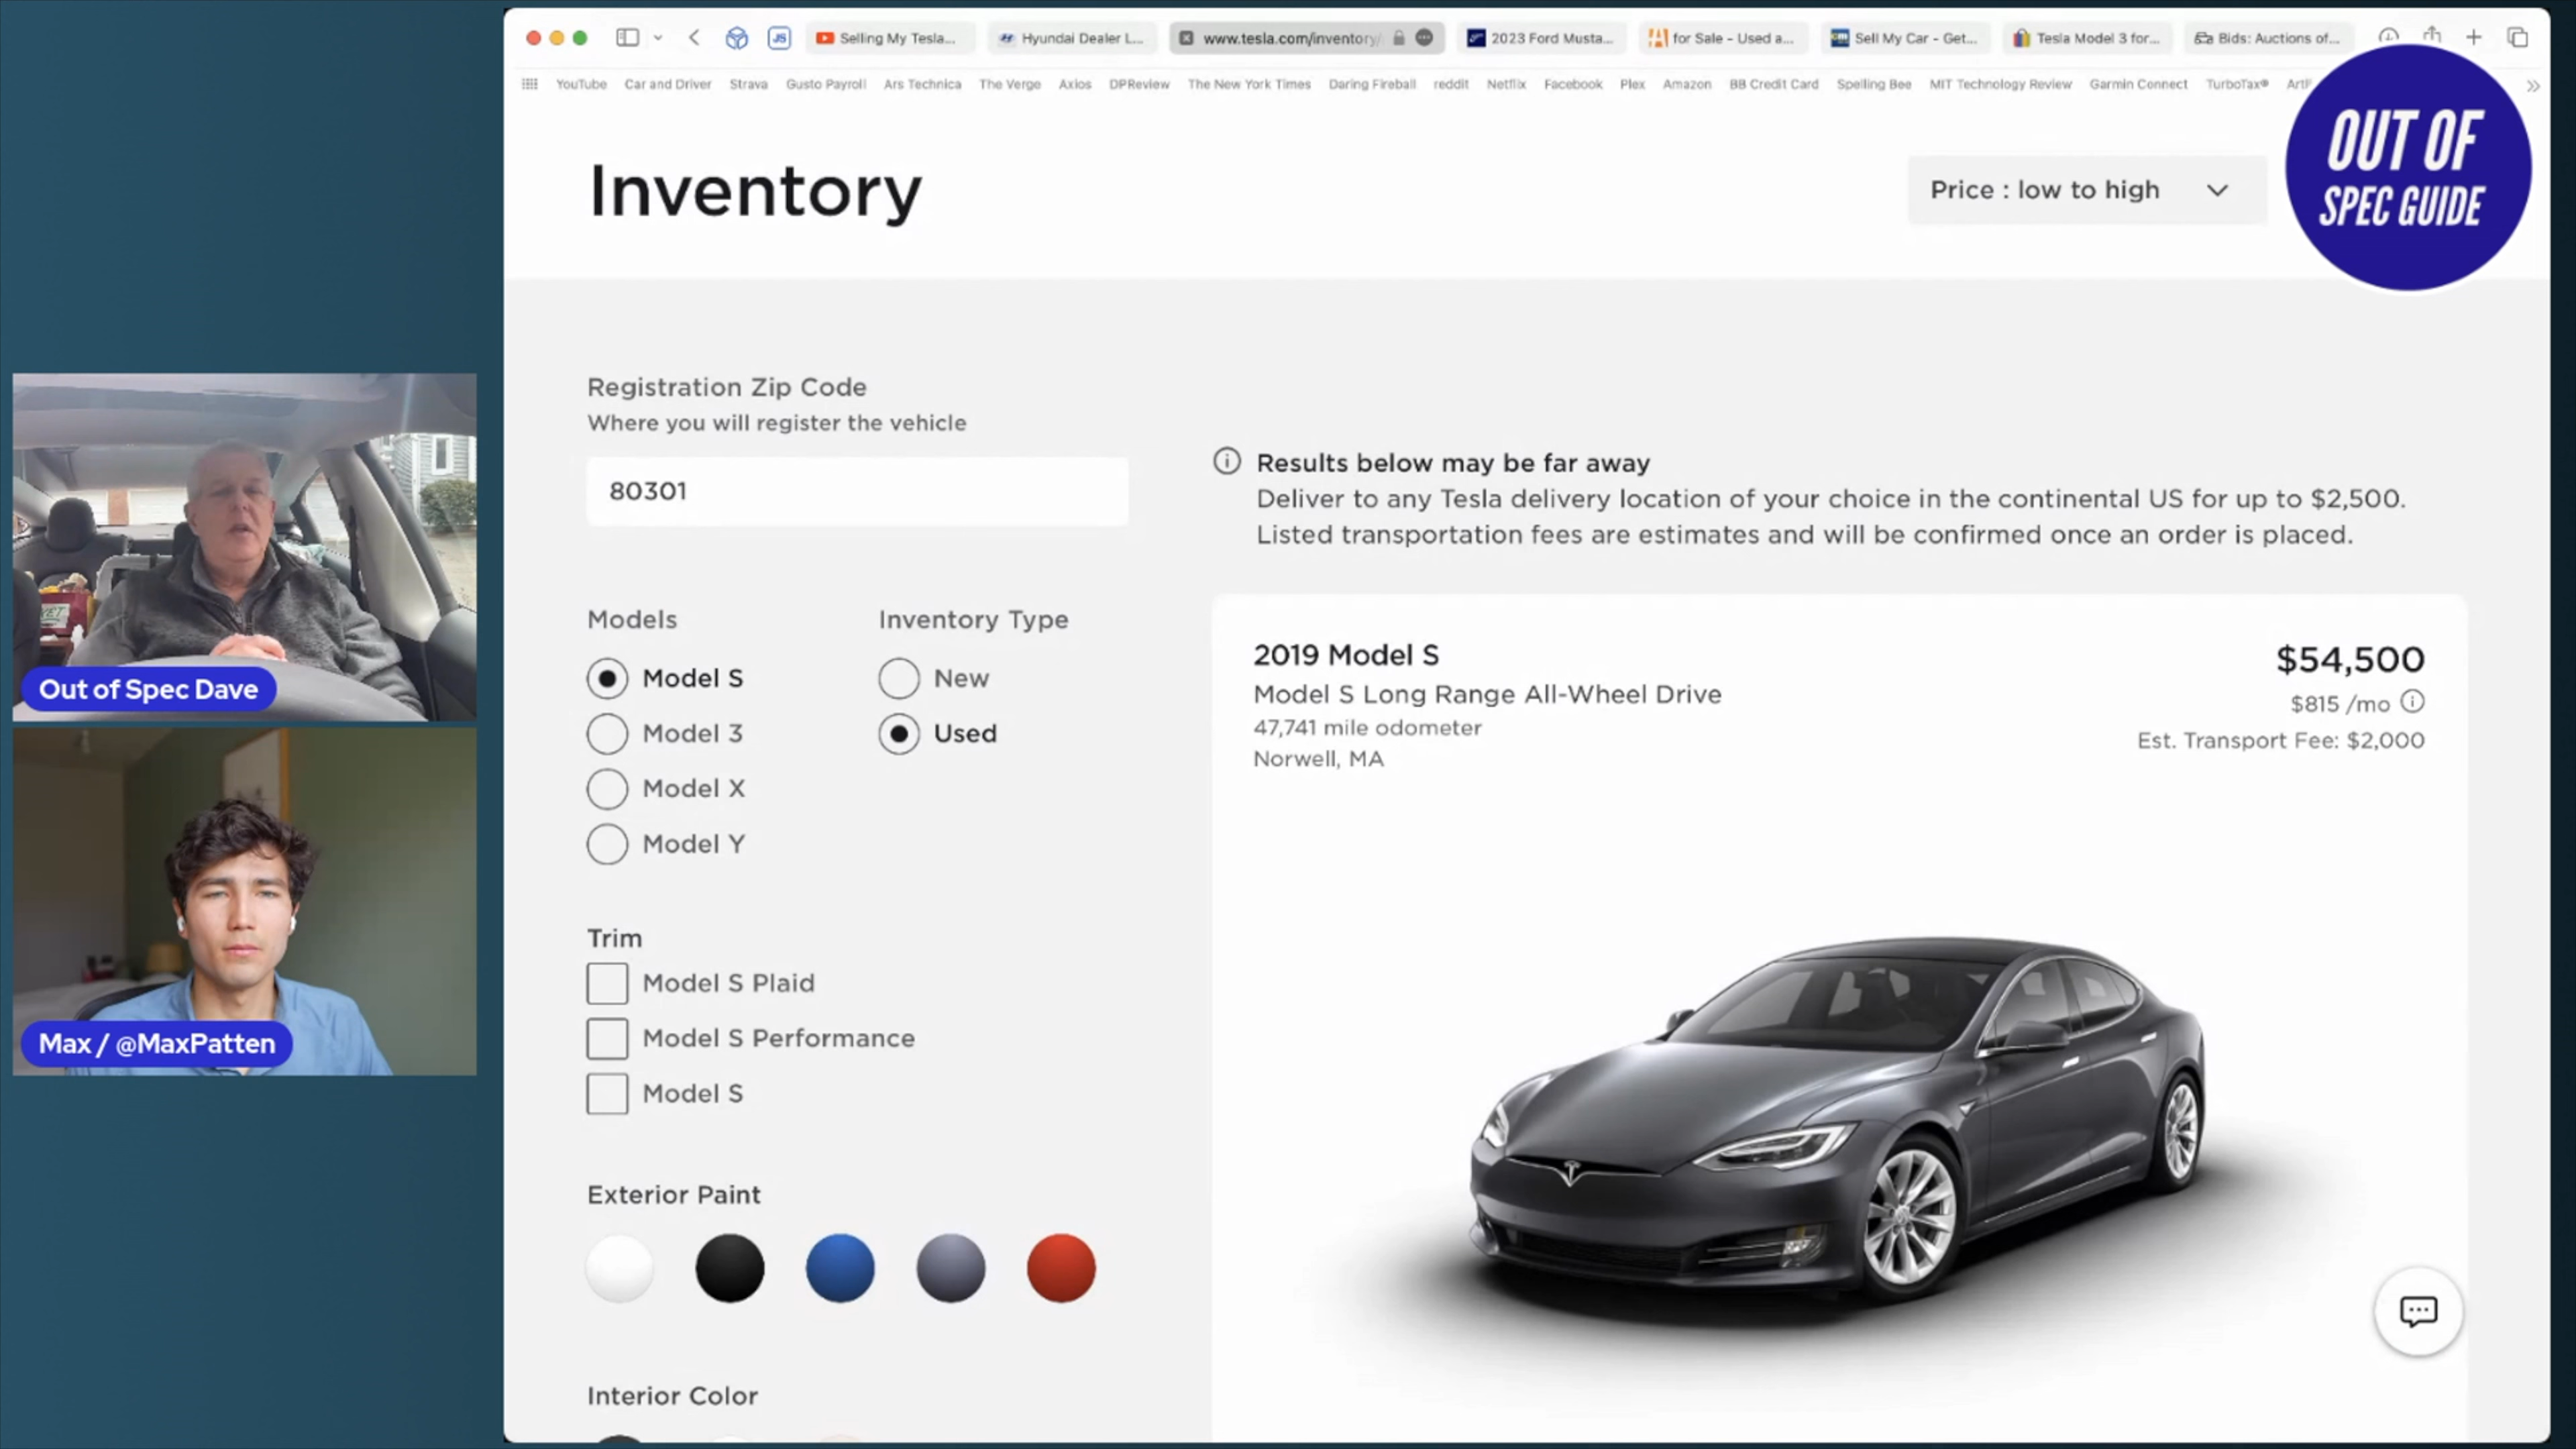 Selling My Tesla...
Hyundai Dealer L...
www.tesla.com/inventory/
2023 Ford Musta...
for Sale - Used a...
Sell My Car - Get...
Tesla Model 3 for...
Bids: Auctions of...
YouTube
Car and Driver
Strava
Gusto Payroll
Ars Technica
The Verge
Axios
DPReview
The New York Times
Daring Fireball
reddit
Netflix
Facebook
Plex
Amazon
BB Credit Card
Spelling Bee
MIT Technology Review
Garmin Connect
TurboTax®
OUT OF
SPEC GUIDE
Inventory
Price : low to high
Registration Zip Code
Where you will register the vehicle
80301
Results below may be far away
Deliver to any Tesla delivery location of your choice in the continental US for up to $2,500.
Listed transportation fees are estimates and will be confirmed once an order is placed.
Models
Model S
Model 3
Model X
Model Y
Inventory Type
New
Used
Trim
Model S Plaid
Model S Performance
Model S
Exterior Paint
Interior Color
2019 Model S
Model S Long Range All-Wheel Drive
47,741 mile odometer
Norwell, MA
$54,500
$815 /mo
Est. Transport Fee: $2,000
Out of Spec Dave
Max / @MaxPatten